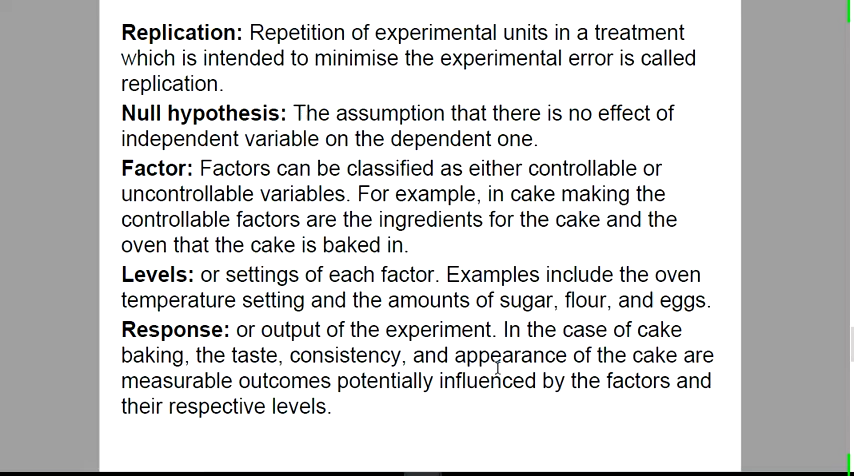 Replication: Repetition of experimental units in a treatment
which is intended to minimise the experimental error is called
replication.
Null hypothesis: The assumption that there is no effect of
independent variable on the dependent one.
Factor: Factors can be classified as either controllable or
uncontrollable variables. For example, in cake making the
controllable factors are the ingredients for the cake and the
oven that the cake is baked in.
Levels: or settings of each factor. Examples include the oven
temperature setting and the amounts of sugar, flour, and eggs.
Response: or output of the experiment. In the case of cake
baking, the taste, consistency, and appearance of the cake are
measurable outcomes potentially influenced by the factors and
their respective levels.